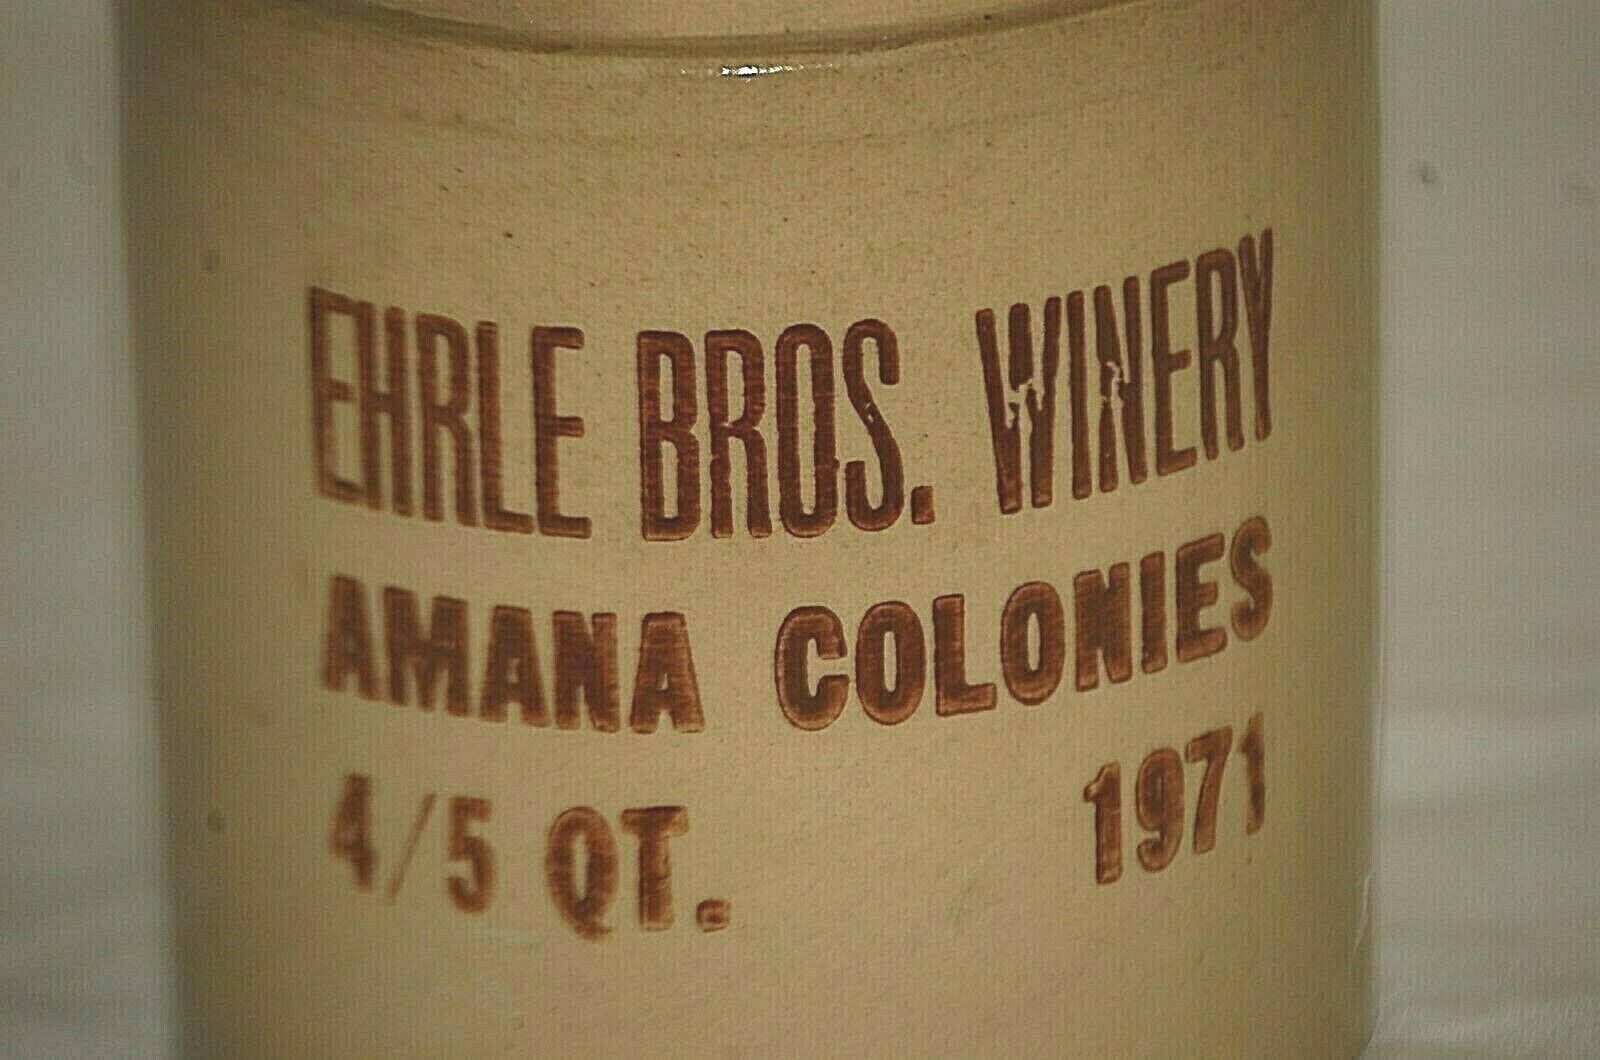 EHRLE BROS. WINERY
AMANA COLONIES
4/5 QT. 1971